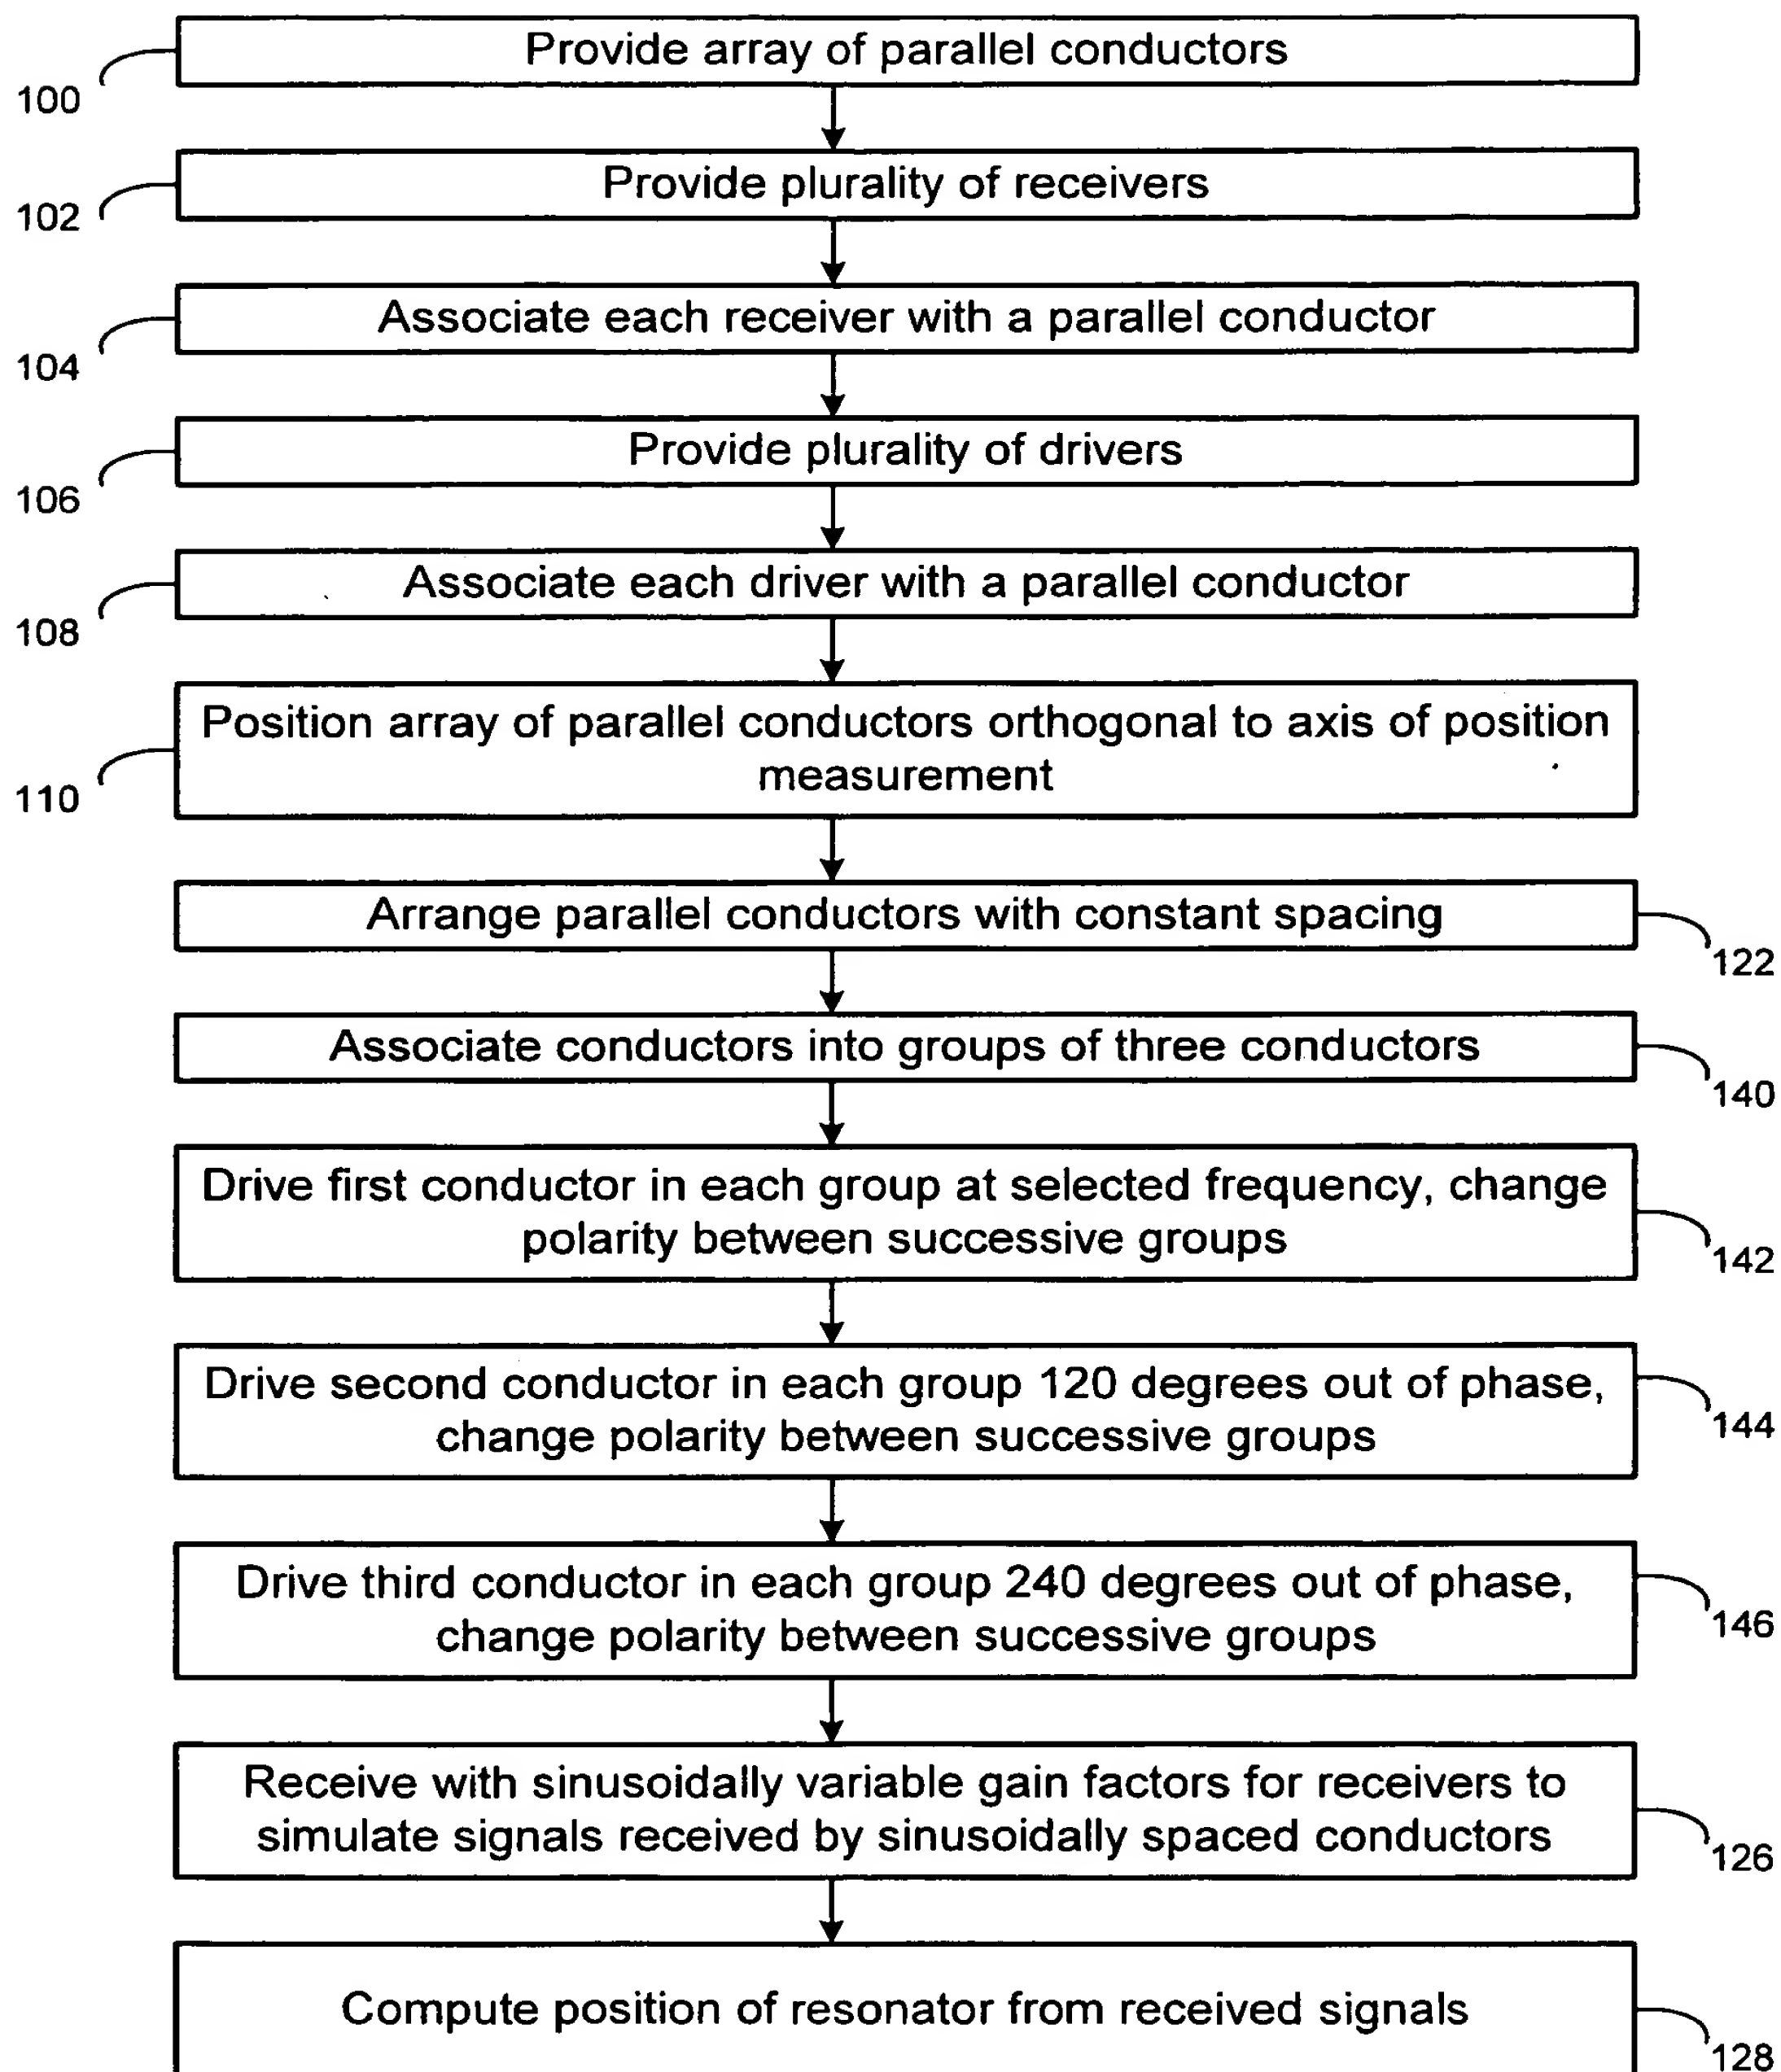 Provide array of parallel conductors
100
Provide plurality of receivers
102
Associate each receiver with a parallel conductor
104
Provide plurality of drivers
106
Associate each driver with a parallel conductor
108
Position array of parallel conductors orthogonal to axis of position
measurement
110
Arrange parallel conductors with constant spacing
122
Associate conductors into groups of three conductors
140
Drive first conductor in each group at selected frequency, change
polarity between successive groups
142
Drive second conductor in each group 120 degrees out of phase,
change polarity between successive groups
144
Drive third conductor in each group 240 degrees out of phase,
change polarity between successive groups
146
Receive with sinusoidally variable gain factors for receivers to
simulate signals received by sinusoidally spaced conductors
126
Compute position of resonator from received signals
128